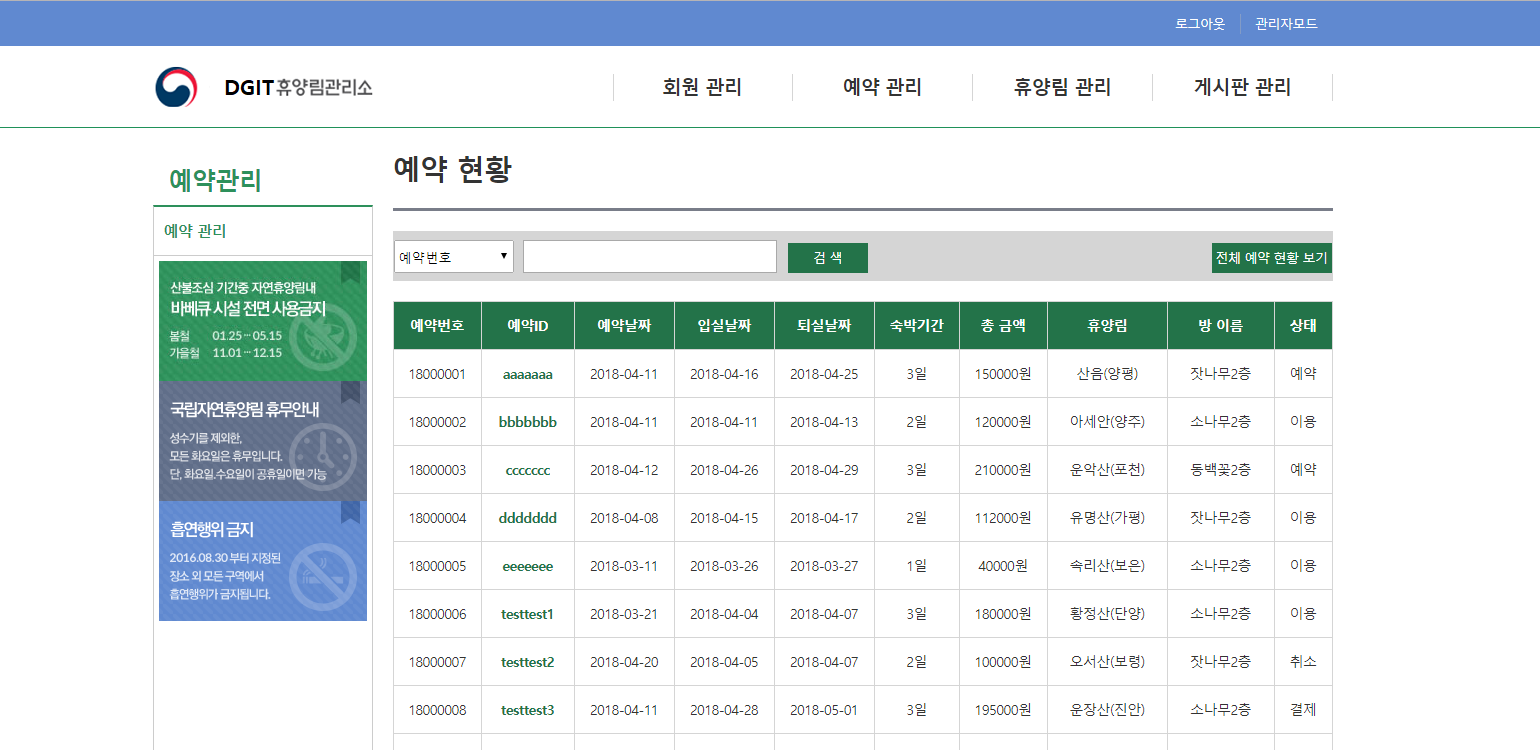 로그아웃 관리자모드
DGIT휴양림관리소 회원 관리 예약 관리 휴양림 관리 게시판 관리
예약관리
예약 관리
산불조심 기간중 자연휴양림내
바베큐 시설 전면 사용금지
봄철 01.25 ··· 05.15
가을철 11.01 ··· 12.15
국립자연휴양림 휴무안내
성수기를 제외한,
모든 화요일은 휴무입니다.
단, 화요일.수요일이 공휴일이면 가능
흡연행위 금지
2016.08.30 부터 지정된
장소 외 모든 구역에서
흡연행위가 금지됩니다.
예약 현황
예약번호 ▼ 검 색 전체 예약 현황 보기
예약번호 예약ID 예약날짜 입실날짜 퇴실날짜 숙박기간 총 금액 휴양림 방 이름 상태
18000001 aaaaaaa 2018-04-11 2018-04-16 2018-04-25 3일 150000원 산음(양평) 잣나무2층 예약
18000002 bbbbbbb 2018-04-11 2018-04-11 2018-04-13 2일 120000원 아세안(양주) 소나무2층 이용
18000003 ccccccc 2018-04-12 2018-04-26 2018-04-29 3일 210000원 운악산(포천) 동백꽃2층 예약
18000004 ddddddd 2018-04-08 2018-04-15 2018-04-17 2일 112000원 유명산(가평) 잣나무2층 이용
18000005 eeeeeee 2018-03-11 2018-03-26 2018-03-27 1일 40000원 속리산(보은) 소나무2층 이용
18000006 testtest1 2018-03-21 2018-04-04 2018-04-07 3일 180000원 황정산(단양) 소나무2층 이용
18000007 testtest2 2018-04-20 2018-04-05 2018-04-07 2일 100000원 오서산(보령) 잣나무2층 취소
18000008 testtest3 2018-04-11 2018-04-28 2018-05-01 3일 195000원 운장산(진안) 소나무2층 결제